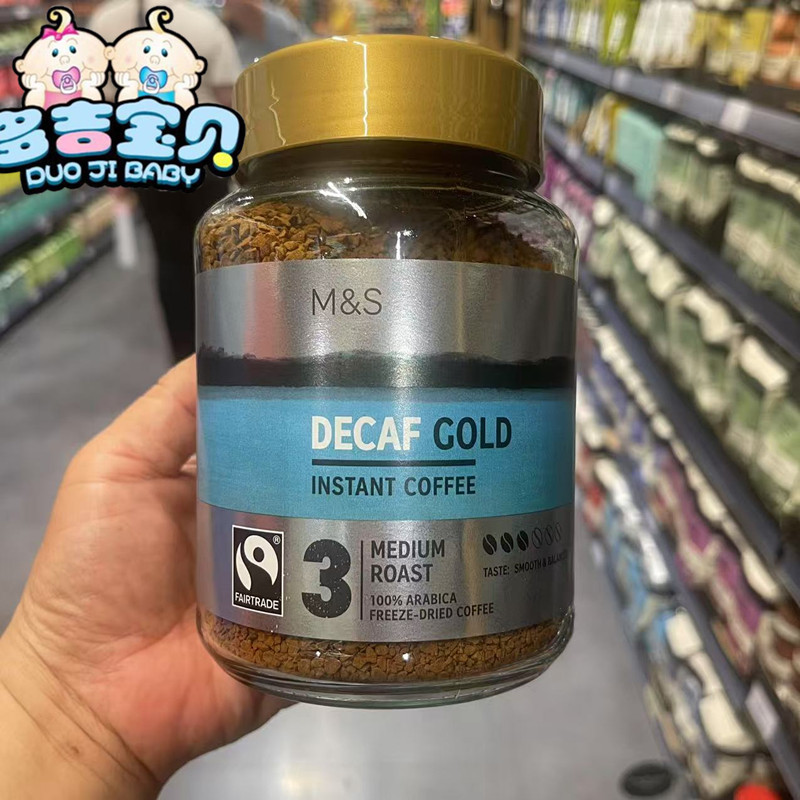 多吉宝贝
DUO JI BABY
M&S
DECAF GOLD
INSTANT COFFEE
FAIRTRADE
®
3
MEDIUM
ROAST
100% ARABICA
FREEZE-DRIED COFFEE
TASTE: SMOOTH &